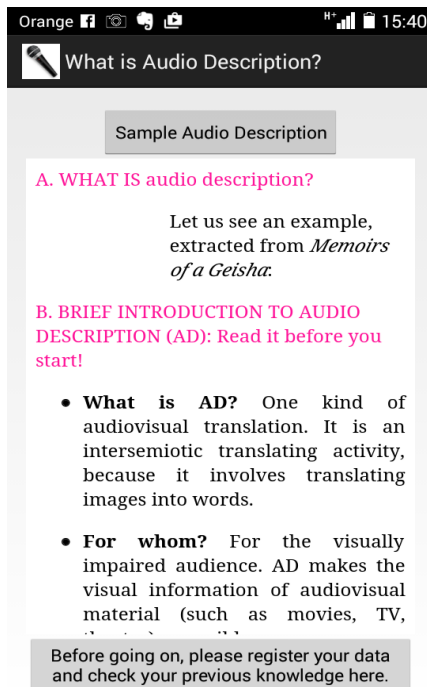 Orange H+ 15:40
What is Audio Description?
Sample Audio Description
A. WHAT IS audio description?
Let us see an example,
extracted from Memoirs
of a Geisha:
B. BRIEF INTRODUCTION TO AUDIO
DESCRIPTION (AD): Read it before you
start!
• What is AD? One kind of
audiovisual translation. It is an
intersemiotic translating activity,
because it involves translating
images into words.
• For whom? For the visually
impaired audience. AD makes the
visual information of audiovisual
material (such as movies, TV,
Before going on, please register your data
and check your previous knowledge here.